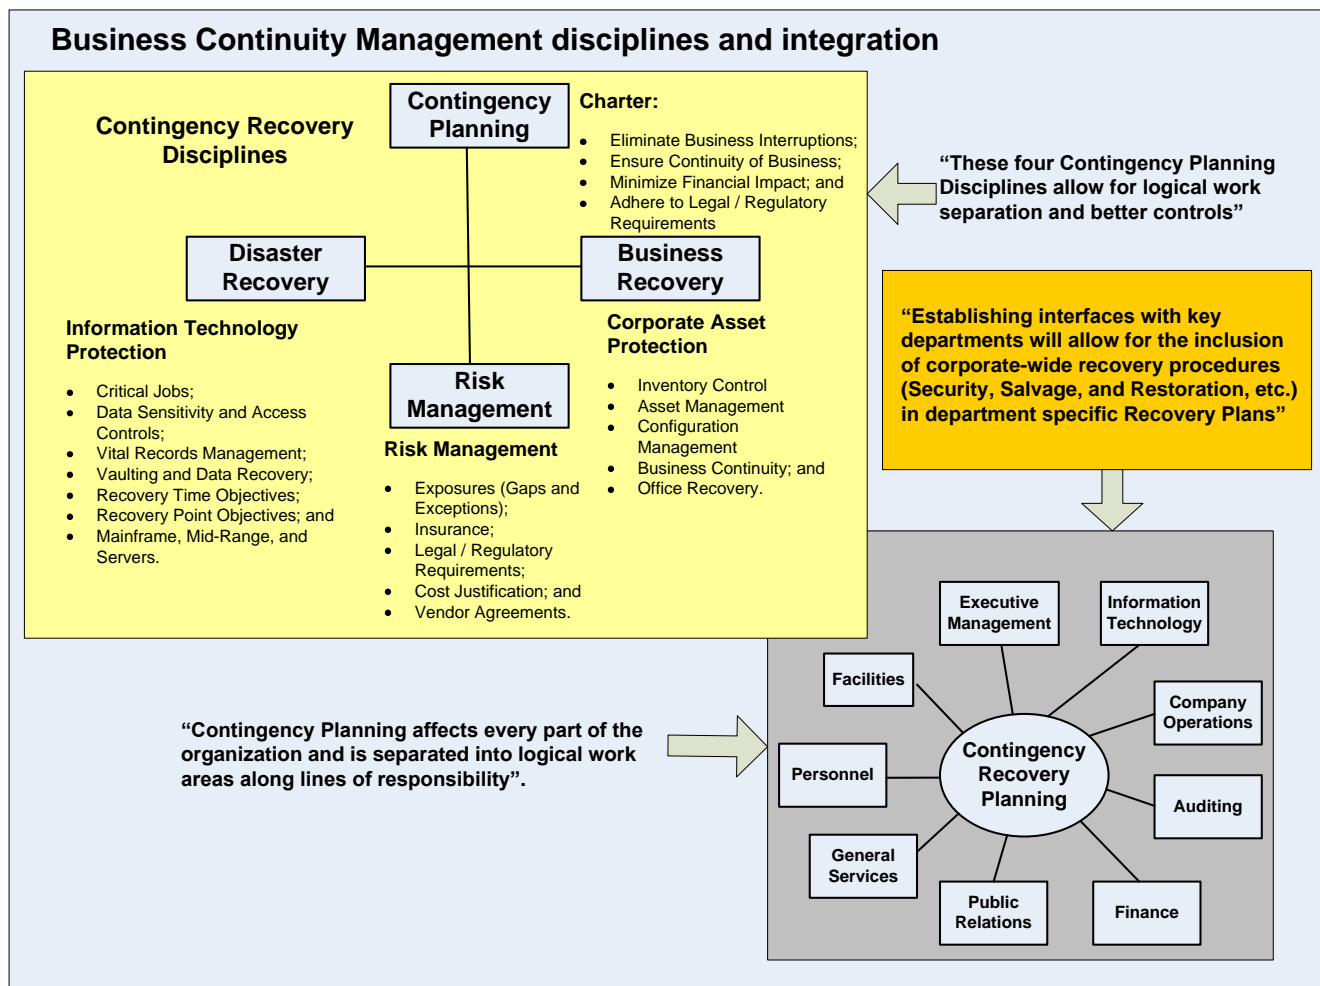 Business Continuity Management disciplines and integration
Contingency Recovery
Disciplines
Contingency
Planning
Charter:
• Eliminate Business Interruptions;
• Ensure Continuity of Business;
• Minimize Financial Impact; and
• Adhere to Legal / Regulatory
Requirements
“These four Contingency Planning
Disciplines allow for logical work
separation and better controls”
Disaster
Recovery
Business
Recovery
Information Technology
Protection
• Critical Jobs;
• Data Sensitivity and Access
Controls;
• Vital Records Management;
• Vaulting and Data Recovery;
• Recovery Time Objectives;
• Recovery Point Objectives; and
• Mainframe, Mid-Range, and
Servers.
Risk
Management
Risk Management
• Exposures (Gaps and
Exceptions);
• Insurance;
• Legal / Regulatory
Requirements;
• Cost Justification; and
• Vendor Agreements.
Corporate Asset
Protection
• Inventory Control
• Asset Management
• Configuration
Management
• Business Continuity; and
• Office Recovery.
“Establishing interfaces with key
departments will allow for the inclusion
of corporate-wide recovery procedures
(Security, Salvage, and Restoration, etc.)
in department specific Recovery Plans”
“Contingency Planning affects every part of the
organization and is separated into logical work
areas along lines of responsibility”.
Executive
Management
Information
Technology
Facilities
Company
Operations
Contingency
Recovery
Planning
Personnel
Auditing
General
Services
Public
Relations
Finance